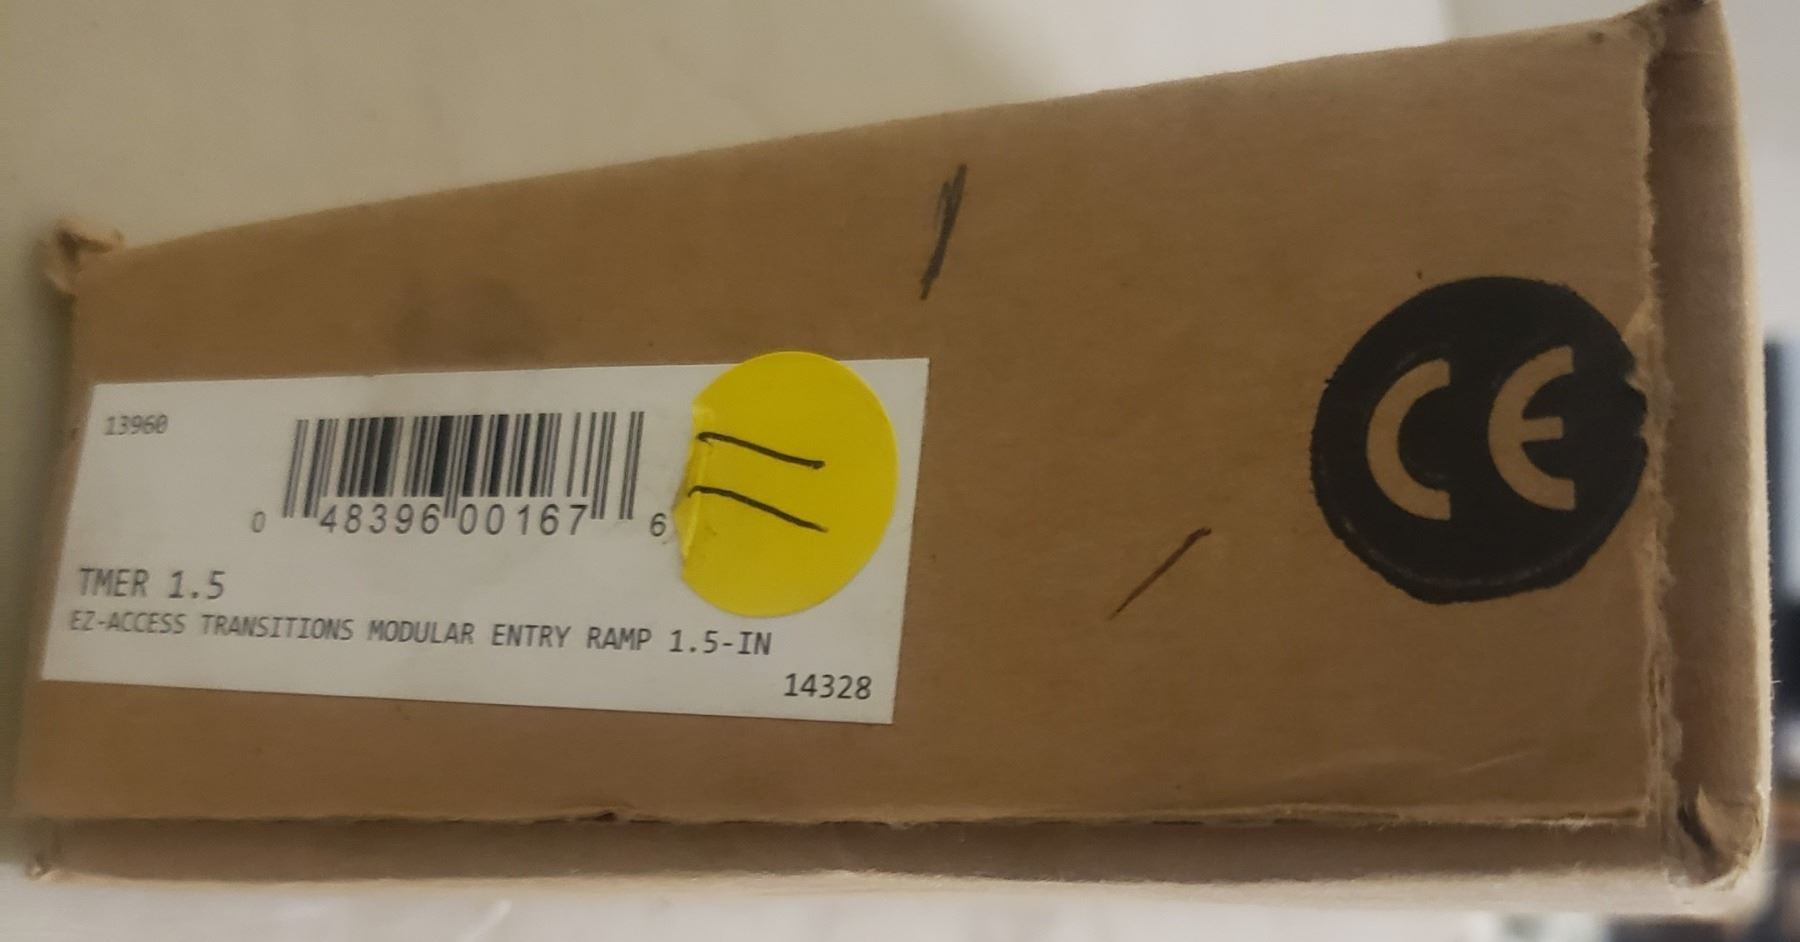 13960
0 48396 00167 6
TMER 1.5
EZ-ACCESS TRANSITIONS MODULAR ENTRY RAMP 1.5-IN
14328
CE